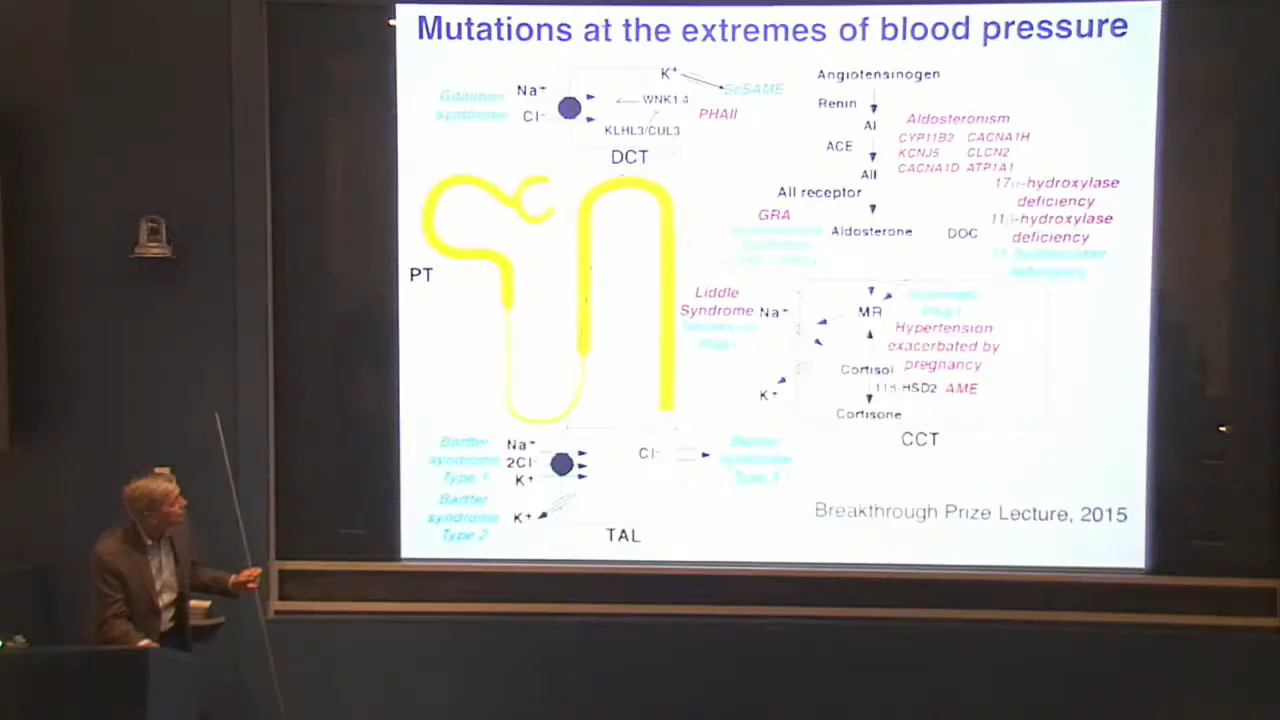 Mutations at the extremes of blood pressure
Gitelman
syndrome
Na+
Cl-
K+
SeSAME
WNK1,4
PHAII
KLHL3/CUL3
DCT
Angiotensinogen
Renin
AI
ACE
AII
AII receptor
Aldosterone
DOC
Aldosteronism
CYP11B2 CACNA1H
KCNJ5 CLCN2
CACNA1D ATP1A1
17α-hydroxylase
deficiency
11β-hydroxylase
deficiency
deficiency
GRA
PT
Liddle
Syndrome
Na+
K+
MR
Hypertension
exacerbated by
pregnancy
Cortisol
11β-HSD2 AME
Cortisone
CCT
Bartter
syndrome
Type 1
Na+
2Cl-
K+
Bartter
syndrome
Type 2
K+
Cl-
Bartter
syndrome
Type 3
TAL
Breakthrough Prize Lecture, 2015